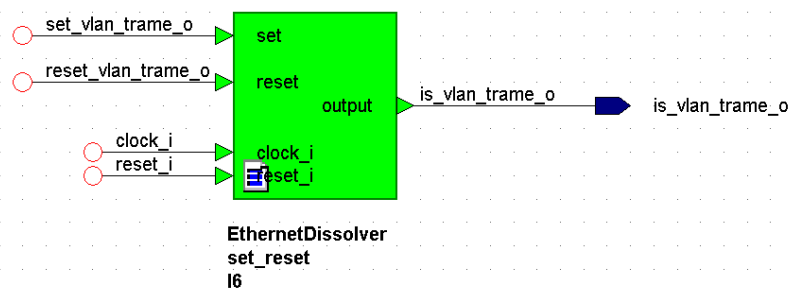 set_vlan_trame_o
set
reset_vlan_trame_o
reset
output
is_vlan_trame_o
is_vlan_trame_o
clock_i
clock_i
reset_i
reset_i
EthernetDissolver
set_reset
I6